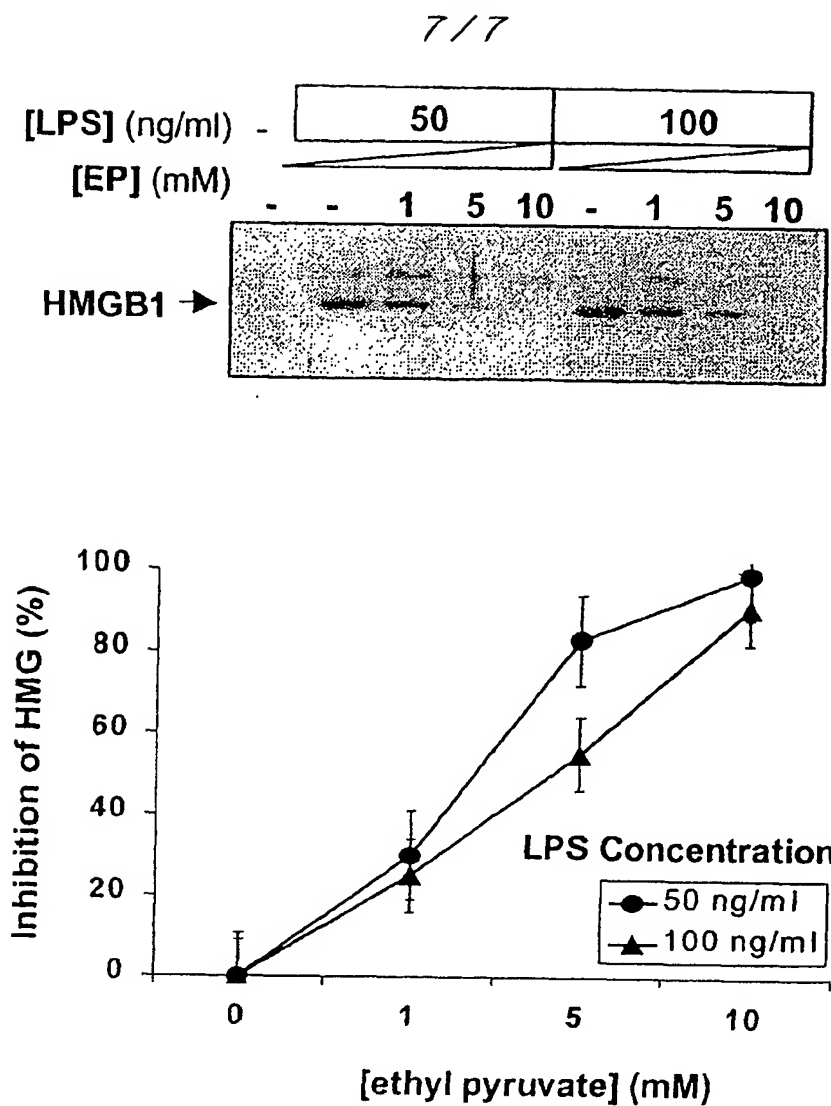 7/7
[LPS] (ng/ml) - 50 100
[EP] (mM)
- - 1 5 10 - 1 5 10
HMGB1
Inhibition of HMG (%)
100
80
60
40
20
0
LPS Concentration
50 ng/ml
100 ng/ml
0 1 5 10
[ethyl pyruvate] (mM)